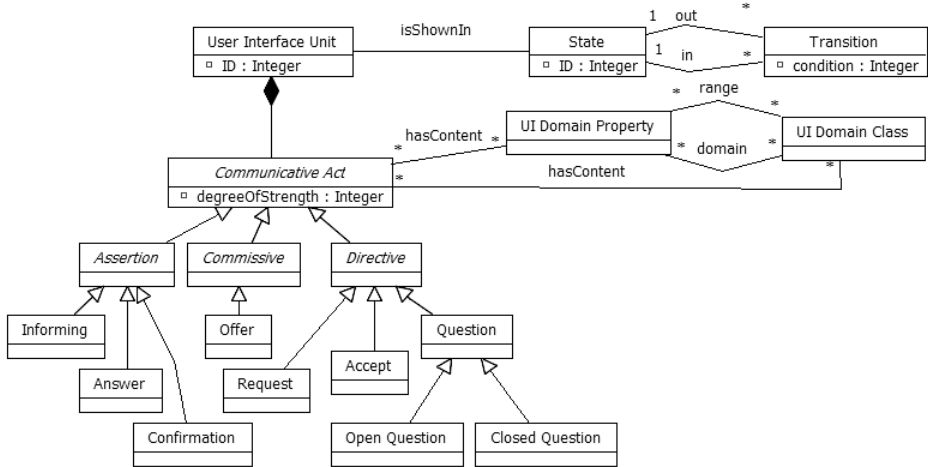 isShownIn
1 out *
User Interface Unit
ID : Integer
State
ID : Integer
1 in *
Transition
condition : Integer
* range *
hasContent
* *
UI Domain Property
* domain *
UI Domain Class
Communicative Act
degreeOfStrength : Integer
* hasContent *
Assertion
Commissive
Directive
Informing
Offer
Question
Answer
Request
Accept
Confirmation
Open Question
Closed Question